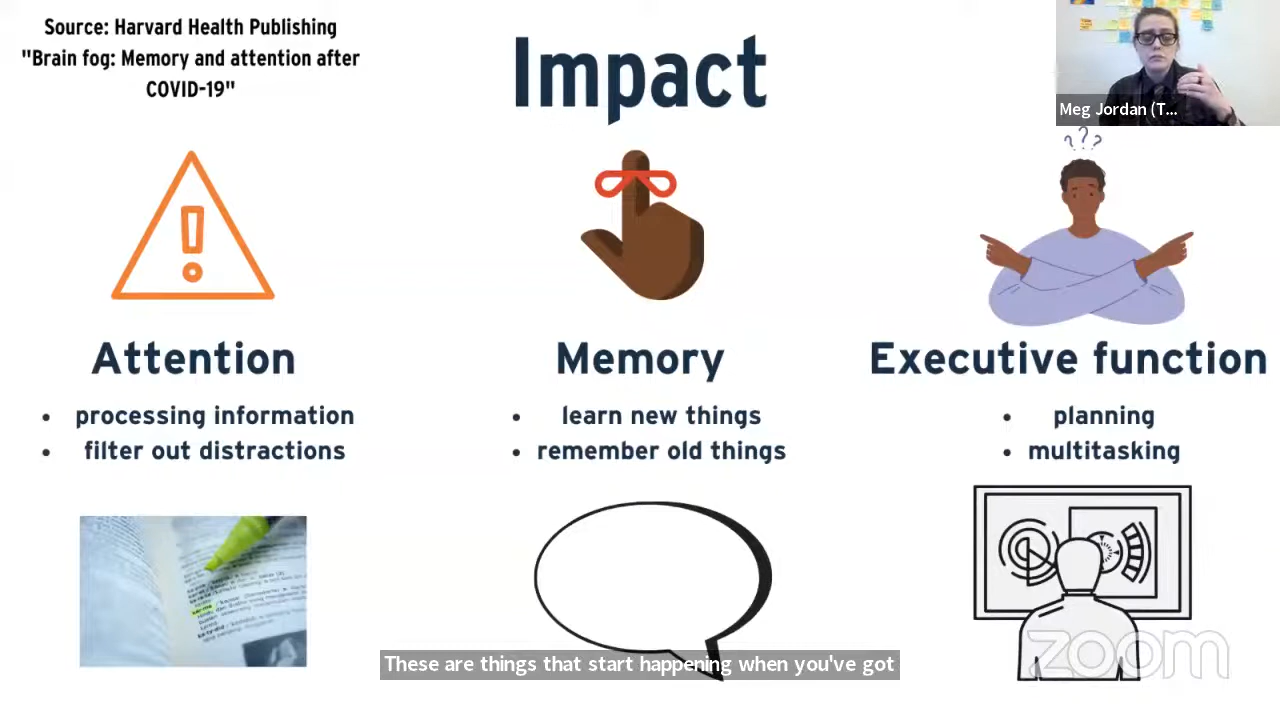 Source: Harvard Health Publishing
"Brain fog: Memory and attention after
COVID-19"
Impact
Meg Jordan (T...
???
Attention
• processing information
• filter out distractions
Memory
• learn new things
• remember old things
Executive function
• planning
• multitasking
These are things that start happening when you've got
zoom